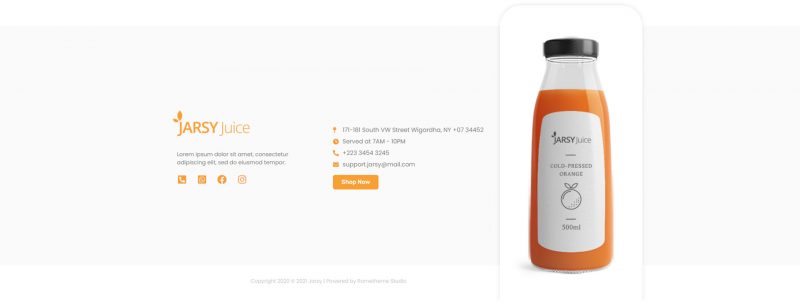 JARSY Juice
Lorem ipsum dolor sit amet, consectetur
adipiscing elit, sed do eiusmod tempor.
171-181 South VW Street Wigordha, NY +07 34452
Served at 7AM - 10PM
+223 3454 3245
support.jarsy@mail.com
Shop Now
JARSY Juice
COLD-PRESSED
ORANGE
500ml
Copyright 2020 © 2021 Jarsy | Powered by Rometheme Studio